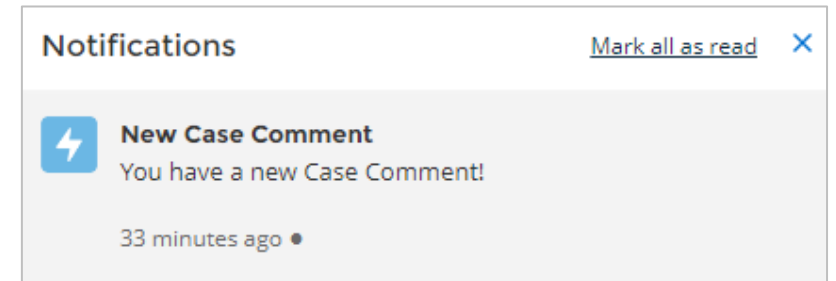 Notifications Mark all as read
New Case Comment
You have a new Case Comment!
33 minutes ago